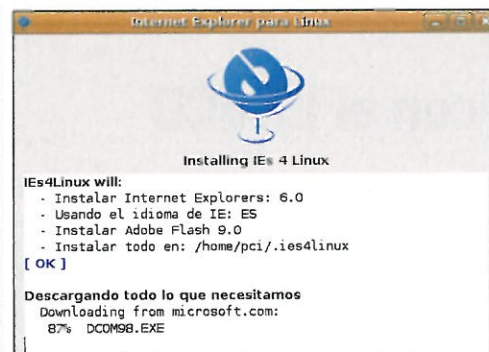 Internet Explorer para Linux
Installing IEs 4 Linux
IEs4Linux will:
- Instalar Internet Explorers: 6.0
- Usando el idioma de IE: ES
- Instalar Adobe Flash 9.0
- Instalar todo en: /home/pci/.ies4linux
[ OK ]
Descargando todo lo que necesitamos
Downloading from microsoft.com:
87% DCOM98.EXE